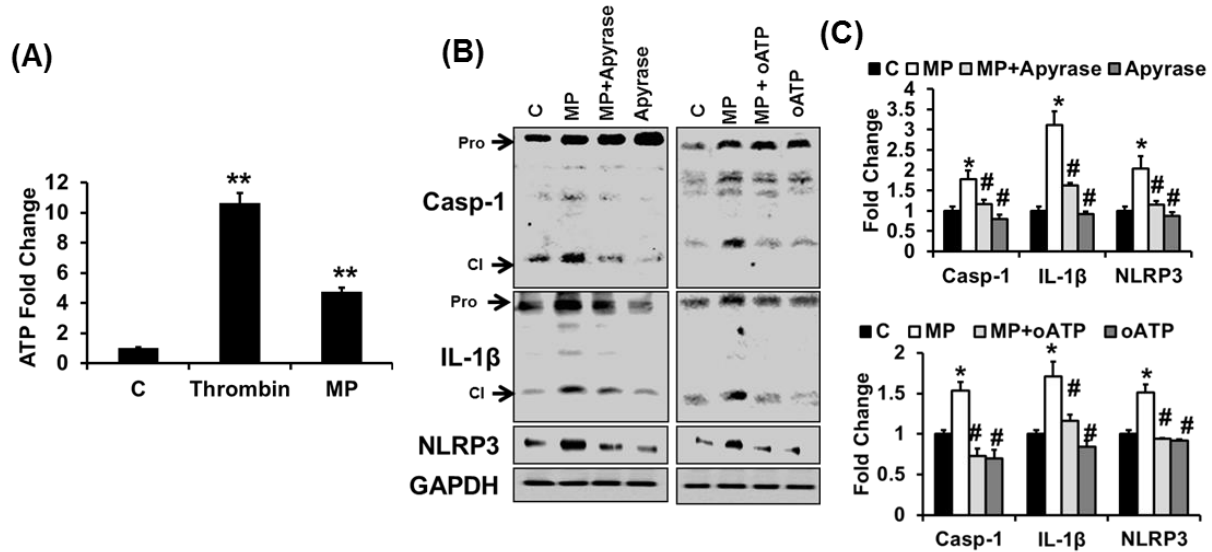 (A)
ATP Fold Change
12
10
8
6
4
2
0
C Thrombin MP
**
**
(B)
C MP MP+Apyrase Apyrase
C MP MP + oATP oATP
Pro
Casp-1
Cl
Pro
IL-1β
Cl
NLRP3
GAPDH
(C)
C MP MP+Apyrase Apyrase
Fold Change
4
3.5
3
2.5
2
1.5
1
0.5
0
* # #
* # #
* # #
Casp-1 IL-1β NLRP3
C MP MP+oATP oATP
Fold Change
2
1.5
1
0.5
0
* # #
* # #
* # #
Casp-1 IL-1β NLRP3